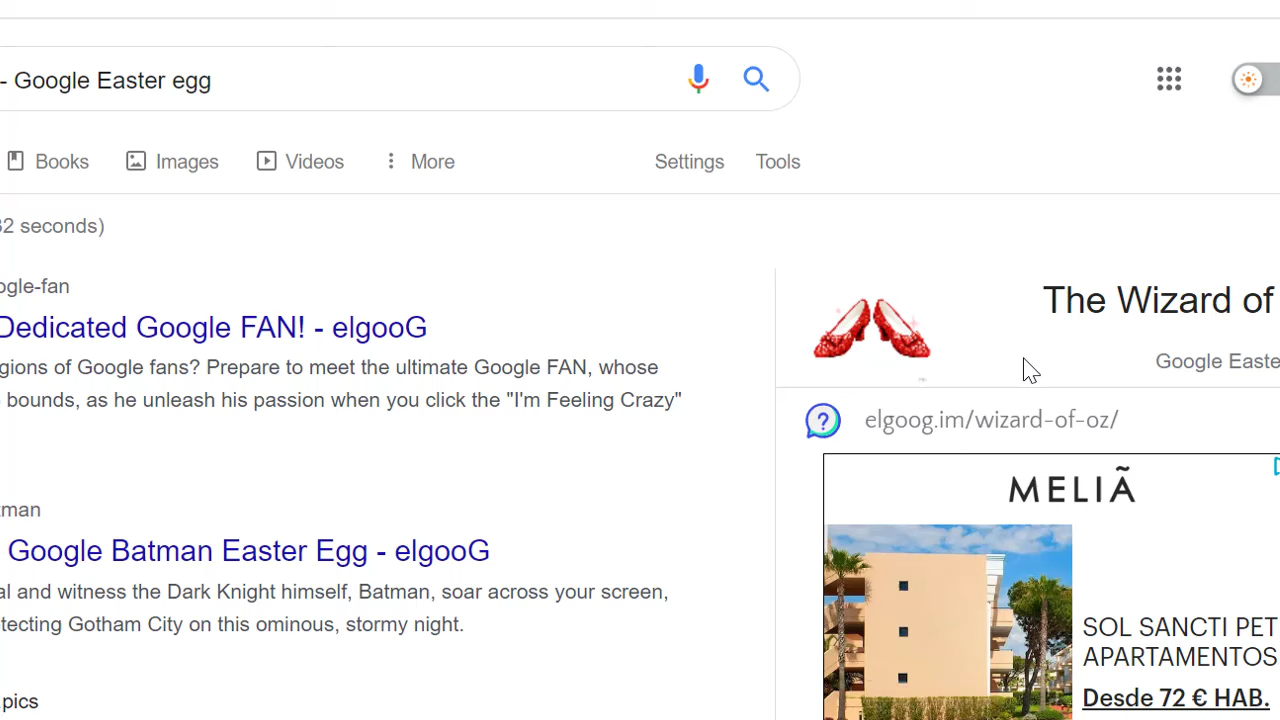 - Google Easter egg
Books Images Videos More Settings Tools
32 seconds)
ogle-fan
Dedicated Google FAN! - elgooG
gions of Google fans? Prepare to meet the ultimate Google FAN, whose
bounds, as he unleash his passion when you click the "I'm Feeling Crazy"
tman
Google Batman Easter Egg - elgooG
al and witness the Dark Knight himself, Batman, soar across your screen,
tecting Gotham City on this ominous, stormy night.
.pics
The Wizard of
Google Easte
elgoog.im/wizard-of-oz/
MELIÃ
SOL SANCTI PET
APARTAMENTOS
Desde 72 € HAB.